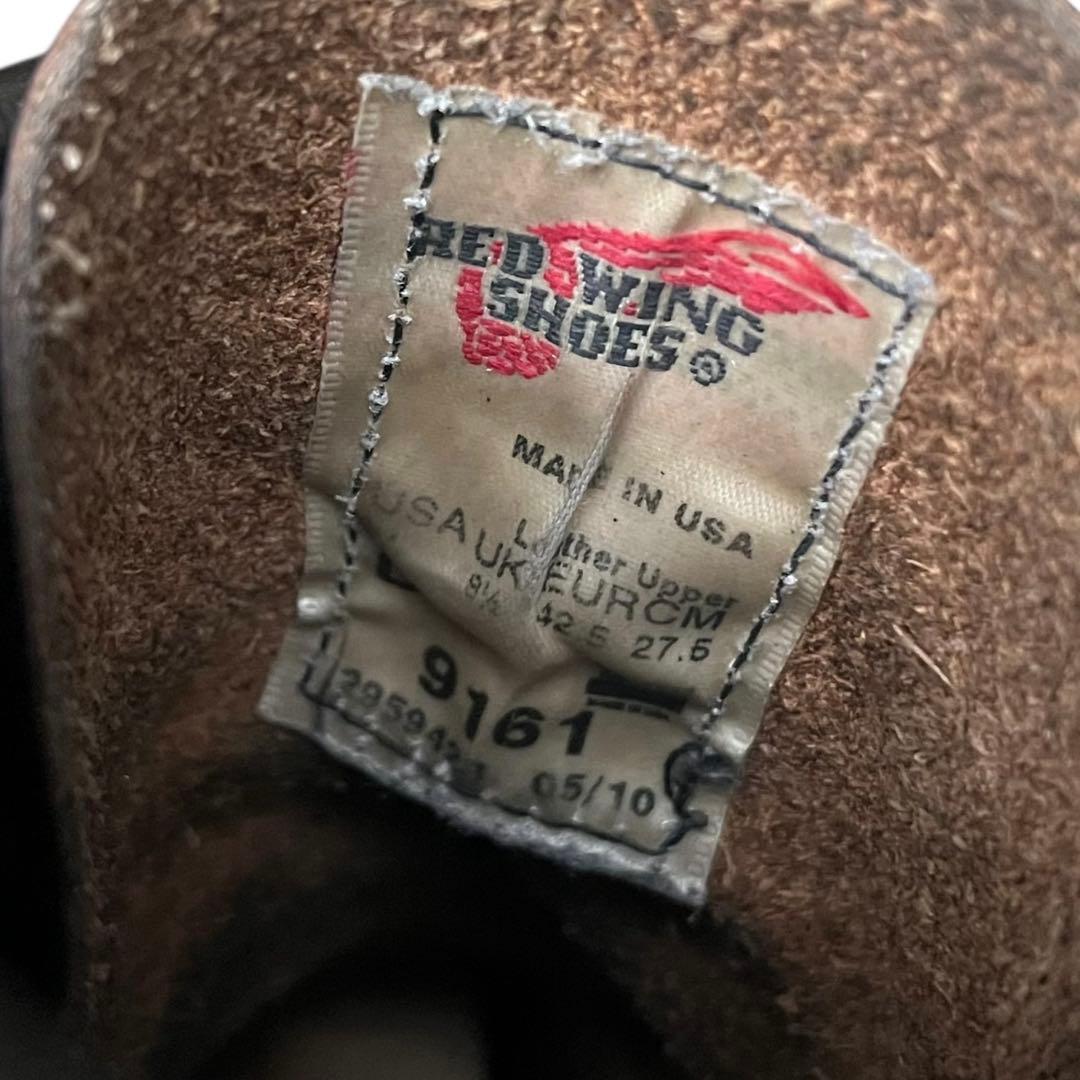 RED WING
SHOES ®
MADE IN USA
Leather Upper
USA UK EUR CM
8½ 42.5 27.5
9161
05/10